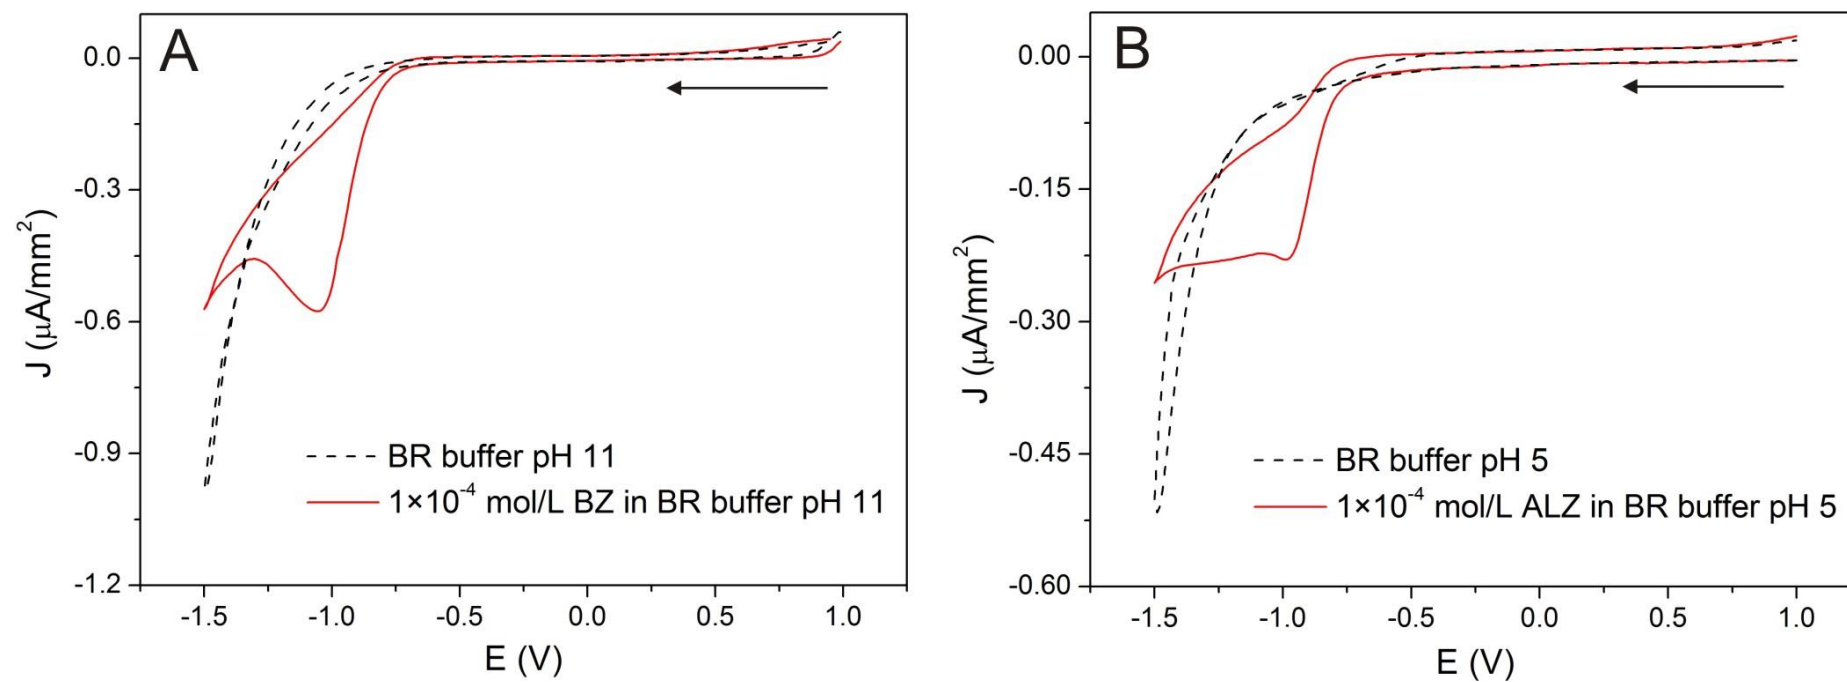 A
0.0
-0.3
-0.6
-0.9
-1.2
J (μA/mm²)
BR buffer pH 11
1×10⁻⁴ mol/L BZ in BR buffer pH 11
-1.5 -1.0 -0.5 0.0 0.5 1.0
E (V)
B
0.00
-0.15
-0.30
-0.45
-0.60
J (μA/mm²)
BR buffer pH 5
1×10⁻⁴ mol/L ALZ in BR buffer pH 5
-1.5 -1.0 -0.5 0.0 0.5 1.0
E (V)